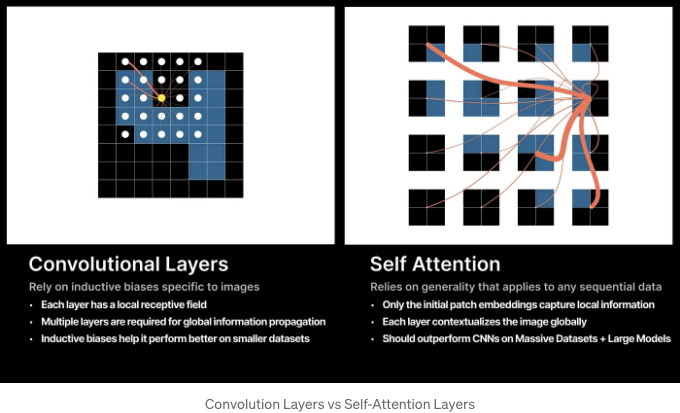 Convolutional Layers
Rely on inductive biases specific to images
• Each layer has a local receptive field
• Multiple layers are required for global information propagation
• Inductive biases help it perform better on smaller datasets
Self Attention
Relies on generality that applies to any sequential data
• Only the initial patch embeddings capture local information
• Each layer contextualizes the image globally
• Should outperform CNNs on Massive Datasets + Large Models
Convolution Layers vs Self-Attention Layers